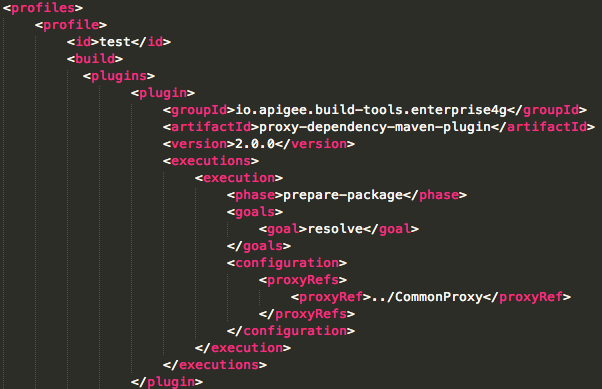 <profiles>
<profile>
<id>test</id>
<build>
<plugins>
<plugin>
<groupId>io.apigee.build-tools.enterprise4g</groupId>
<artifactId>proxy-dependency-maven-plugin</artifactId>
<version>2.0.0</version>
<executions>
<execution>
<phase>prepare-package</phase>
<goals>
<goal>resolve</goal>
</goals>
<configuration>
<proxyRefs>
<proxyRef>../CommonProxy</proxyRef>
</proxyRefs>
</configuration>
</execution>
</executions>
</plugin>